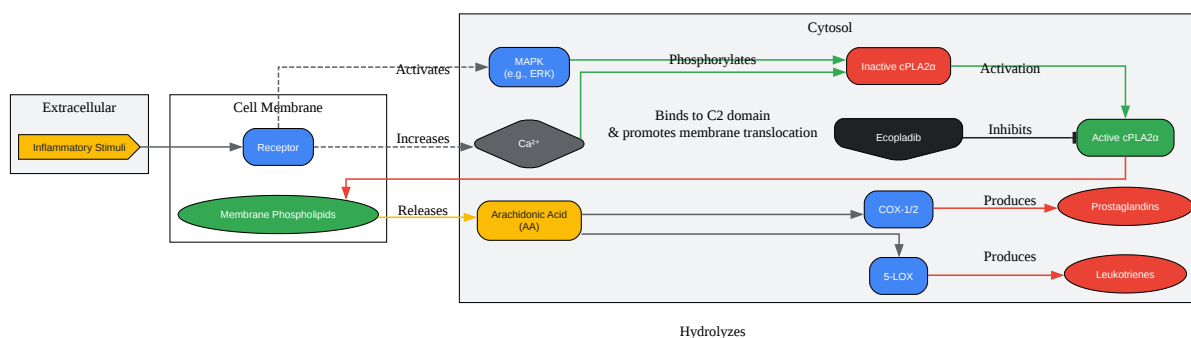 Cytosol
MAPK
(e.g., ERK)
Activates
Phosphorylates
Inactive cPLA2α
Activation
Extracellular
Cell Membrane
Inflammatory Stimuli
Receptor
Increases
Ca²⁺
Binds to C2 domain
& promotes membrane translocation
Ecopladib
Inhibits
Active cPLA2α
Membrane Phospholipids
Releases
Arachidonic Acid
(AA)
COX-1/2
Produces
Prostaglandins
5-LOX
Produces
Leukotrienes
Hydrolyzes